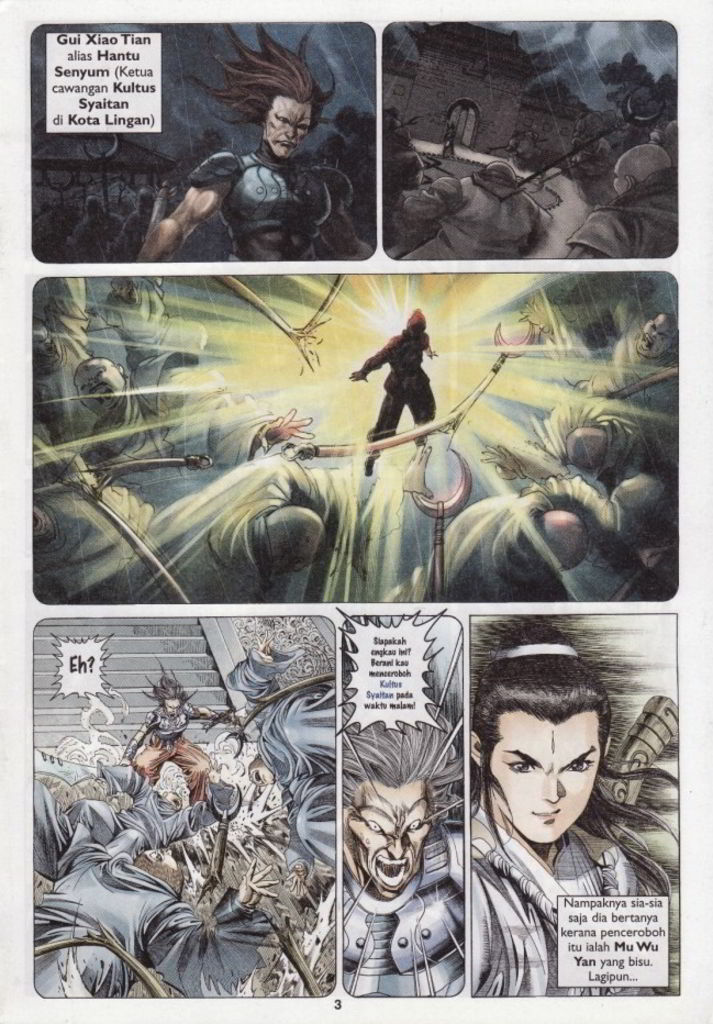 Gui Xiao Tian
alias Hantu
Senyum (Ketua
cawangan Kultus
Syaitan
di Kota Lingan)
Eh?
Siapakah
engkau ini?
Berani kau
menceroboh
Kultus
Syaitan pada
waktu malam!
Nampaknya sia-sia
saja dia bertanya
kerana penceroboh
itu ialah Mu Wu
Yan yang bisu.
Lagipun...
3